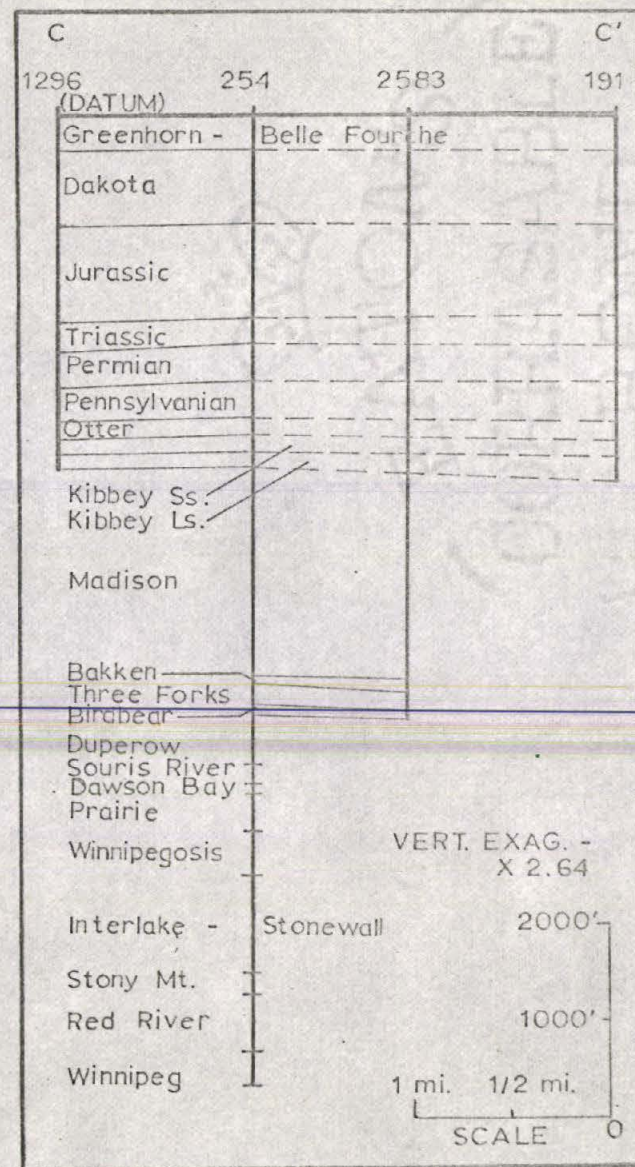 C C'
1296 254 2583 191
(DATUM)
Greenhorn - Belle Fourche
Dakota
Jurassic
Triassic
Permian
Pennsylvanian
Otter
Kibbey Ss.
Kibbey Ls.
Madison
Bakken
Three Forks
Birdbear
Duperow
Souris River
Dawson Bay
Prairie
Winnipegosis
VERT. EXAG. -
X 2.64
Interlake - Stonewall
2000'
Stony Mt.
Red River
1000'
Winnipeg
1 mi. 1/2 mi.
0
SCALE